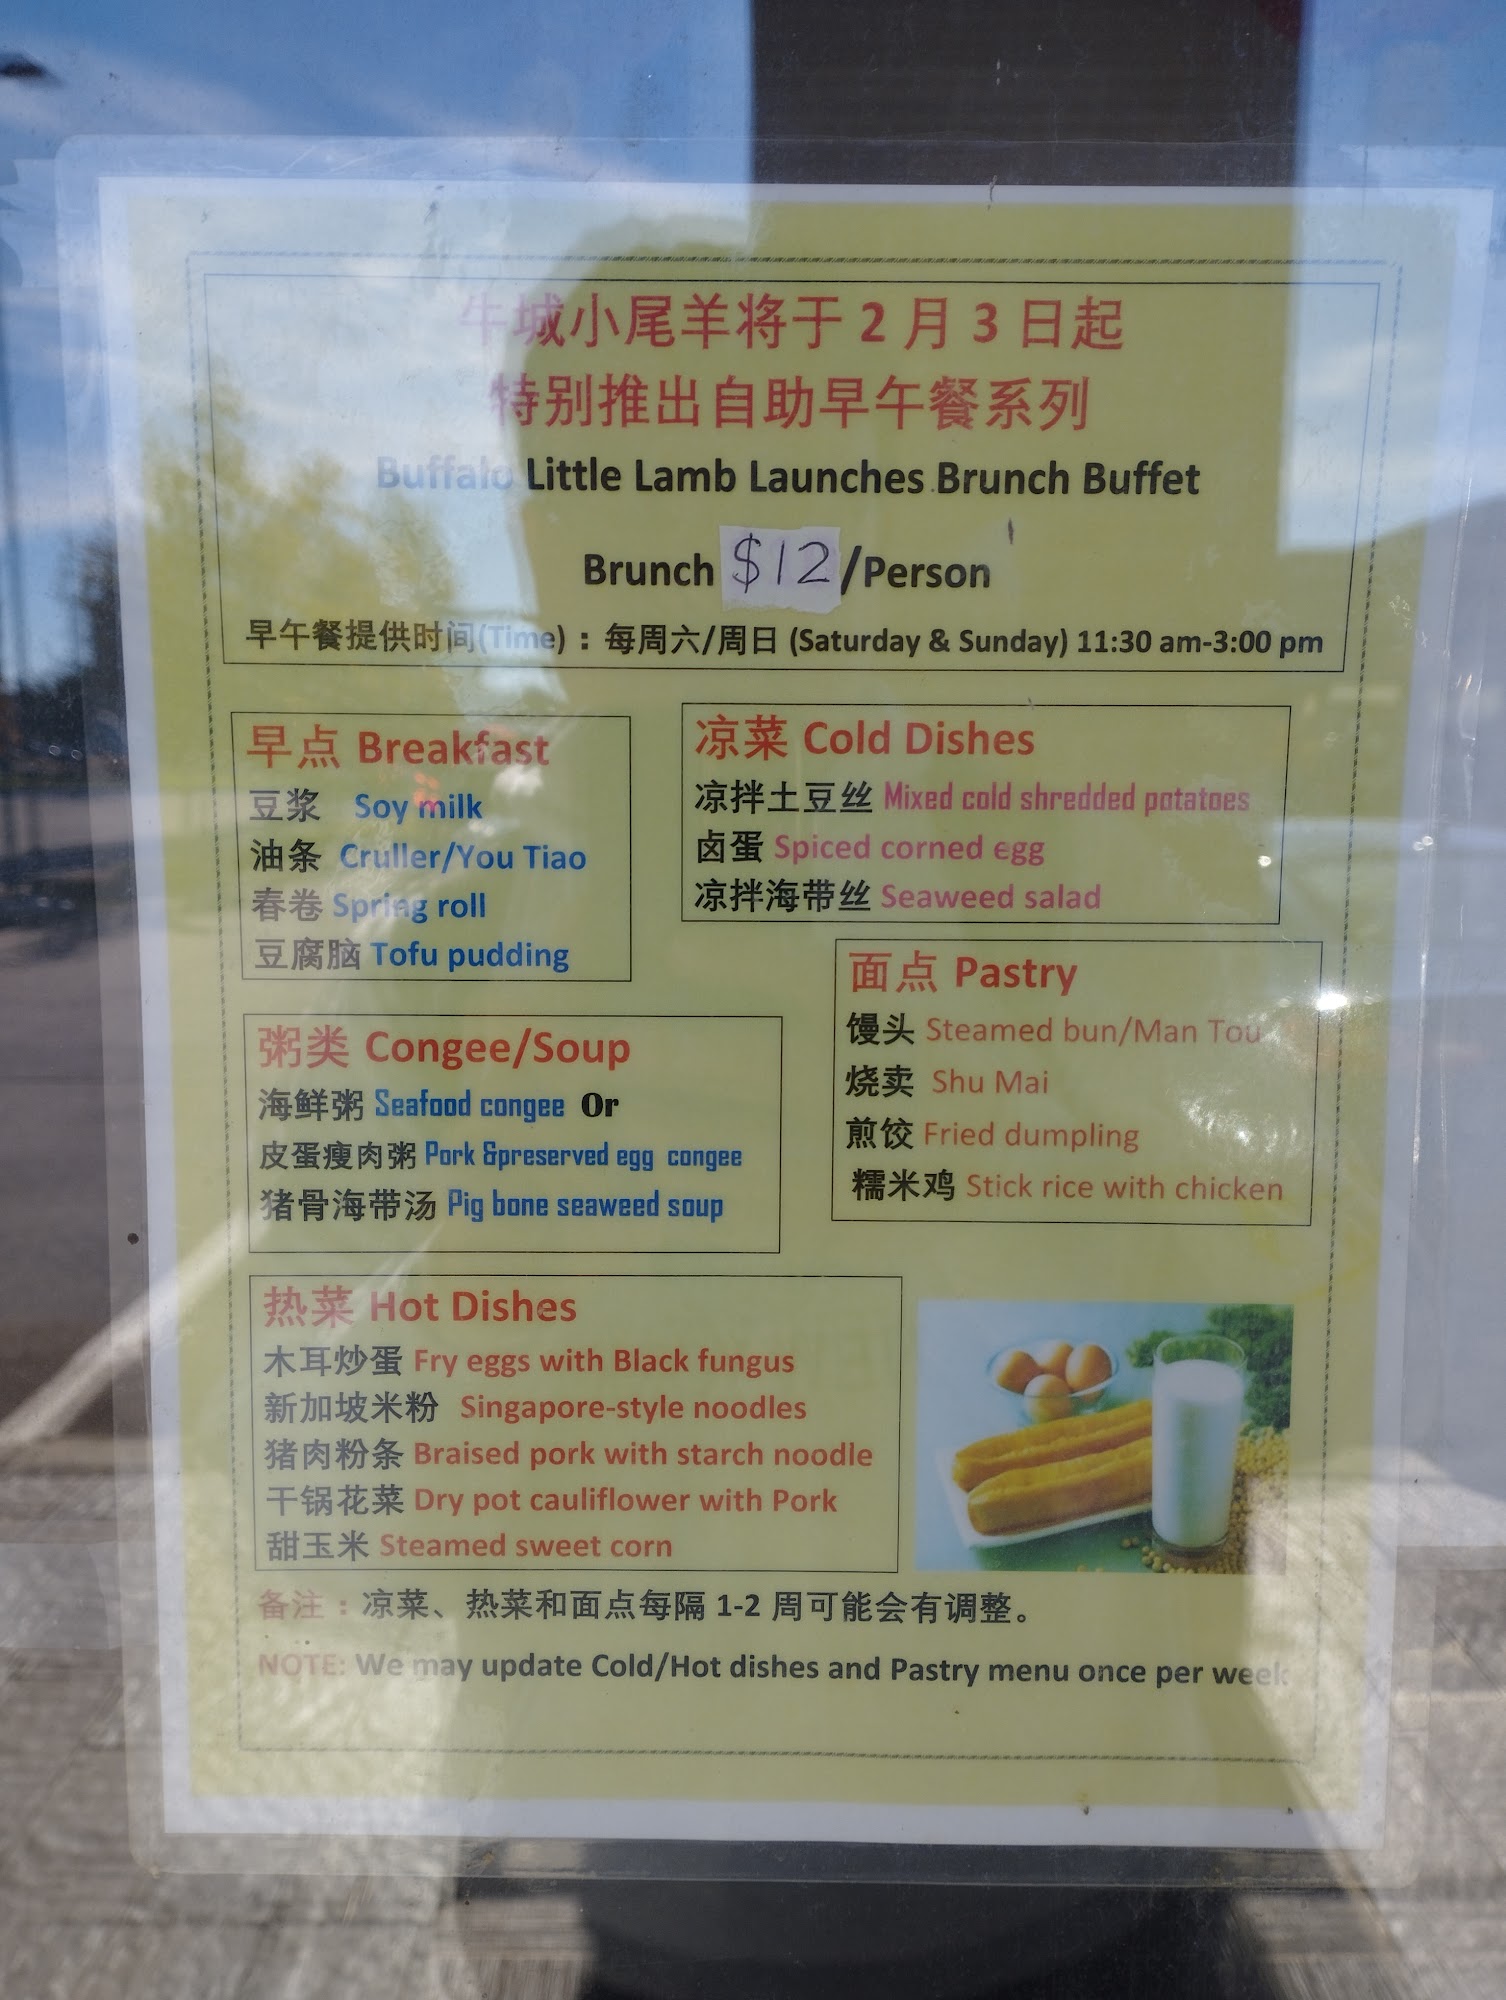 牛城小尾羊将于 2 月 3 日起
特别推出自助早午餐系列
Buffalo Little Lamb Launches Brunch Buffet
Brunch $12/Person
早午餐提供时间(Time)：每周六/周日 (Saturday & Sunday) 11:30 am-3:00 pm
早点 Breakfast
豆浆 Soy milk
油条 Cruller/You Tiao
春卷 Spring roll
豆腐脑 Tofu pudding
凉菜 Cold Dishes
凉拌土豆丝 Mixed cold shredded potatoes
卤蛋 Spiced corned egg
凉拌海带丝 Seaweed salad
面点 Pastry
馒头 Steamed bun/Man Tou
烧卖 Shu Mai
煎饺 Fried dumpling
糯米鸡 Stick rice with chicken
粥类 Congee/Soup
海鲜粥 Seafood congee Or
皮蛋瘦肉粥 Pork &preserved egg congee
猪骨海带汤 Pig bone seaweed soup
热菜 Hot Dishes
木耳炒蛋 Fry eggs with Black fungus
新加坡米粉 Singapore-style noodles
猪肉粉条 Braised pork with starch noodle
干锅花菜 Dry pot cauliflower with Pork
甜玉米 Steamed sweet corn
备注：凉菜、热菜和面点每隔 1-2 周可能会有调整。
NOTE: We may update Cold/Hot dishes and Pastry menu once per week